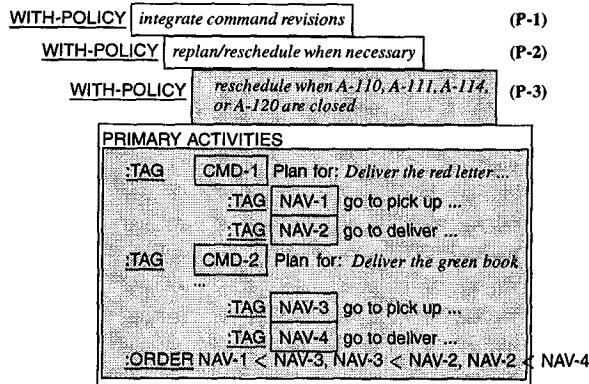 WITH-POLICY integrate command revisions (P-1)
WITH-POLICY replan/reschedule when necessary (P-2)
WITH-POLICY reschedule when A-110, A-111, A-114, (P-3)
or A-120 are closed
PRIMARY ACTIVITIES
:TAG CMD-1 Plan for: Deliver the red letter ...
:TAG NAV-1 go to pick up ...
:TAG NAV-2 go to deliver ...
:TAG CMD-2 Plan for: Deliver the green book
...
:TAG NAV-3 go to pick up ...
:TAG NAV-4 go to deliver ...
:ORDER NAV-1 < NAV-3, NAV-3 < NAV-2, NAV-2 < NAV-4